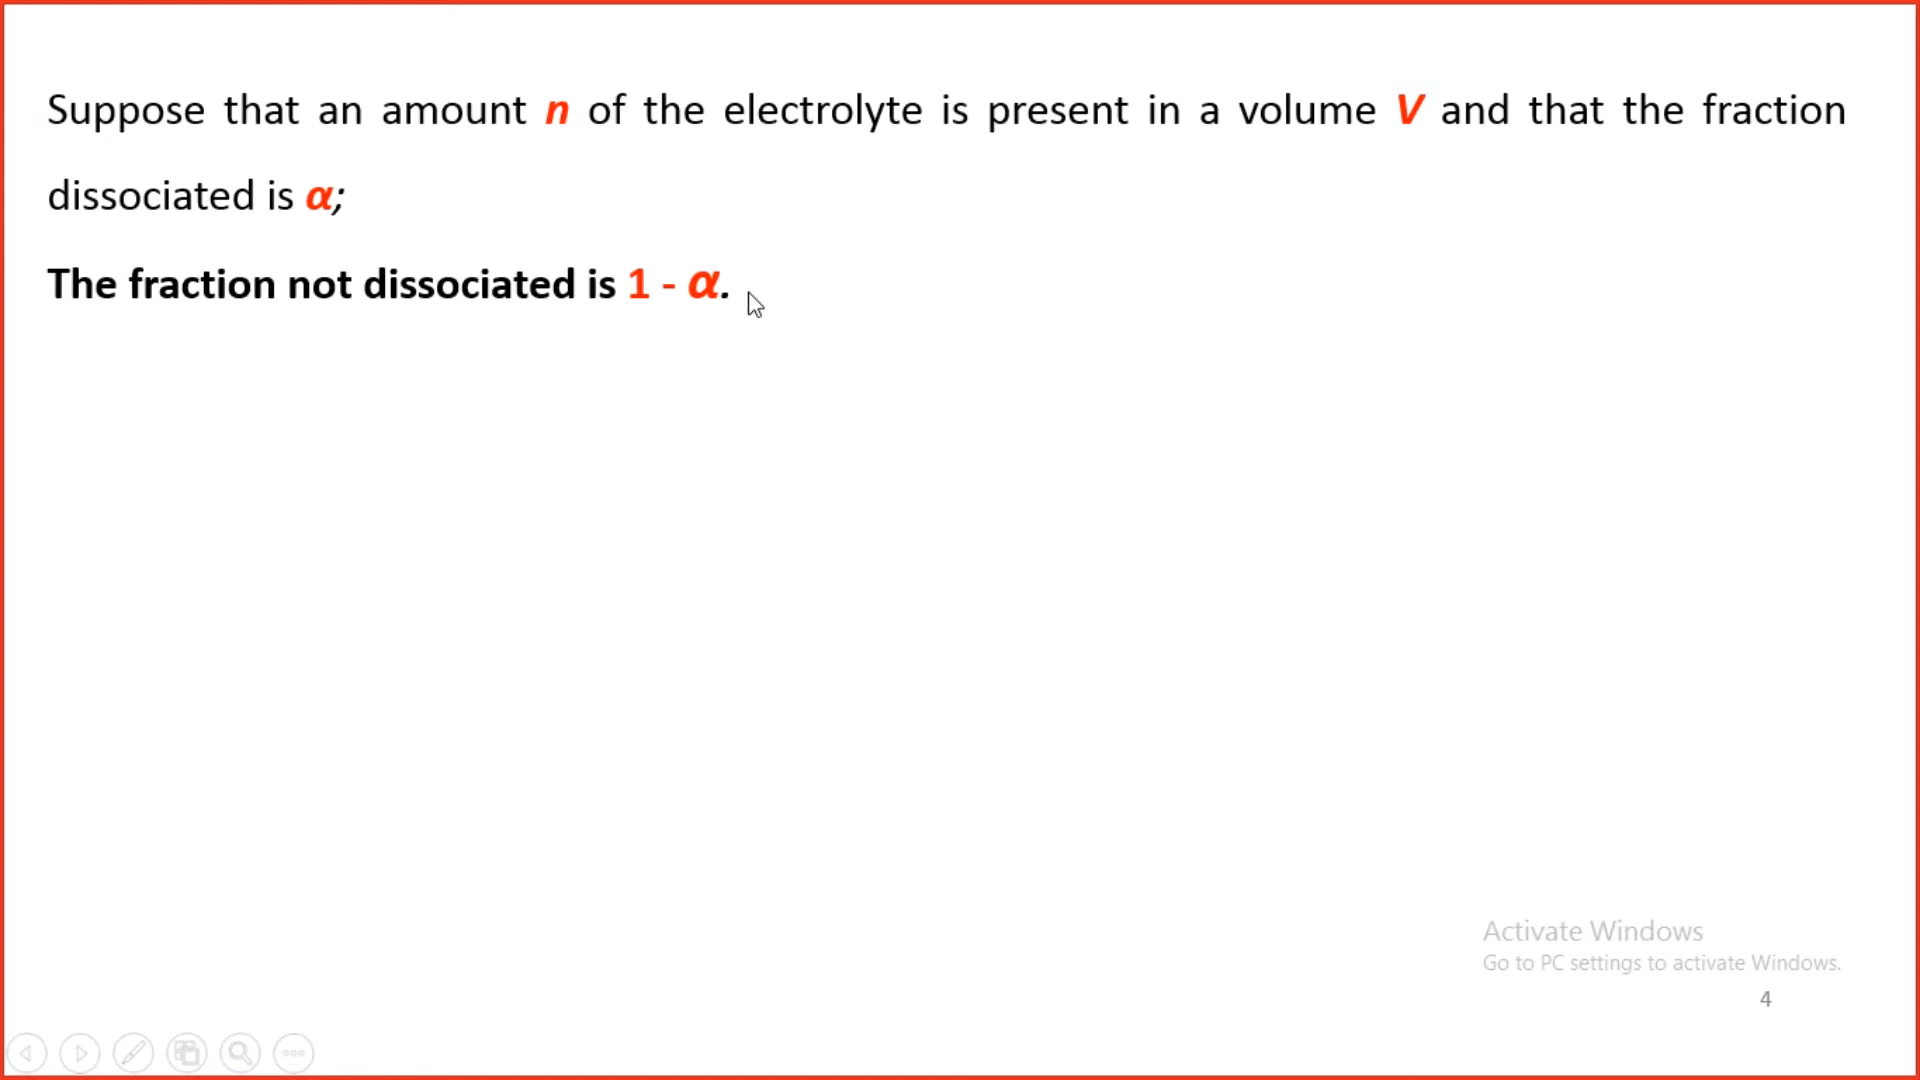 Suppose that an amount n of the electrolyte is present in a volume V and that the fraction
dissociated is α;
The fraction not dissociated is 1 - α.
Activate Windows
Go to PC settings to activate Windows.
4